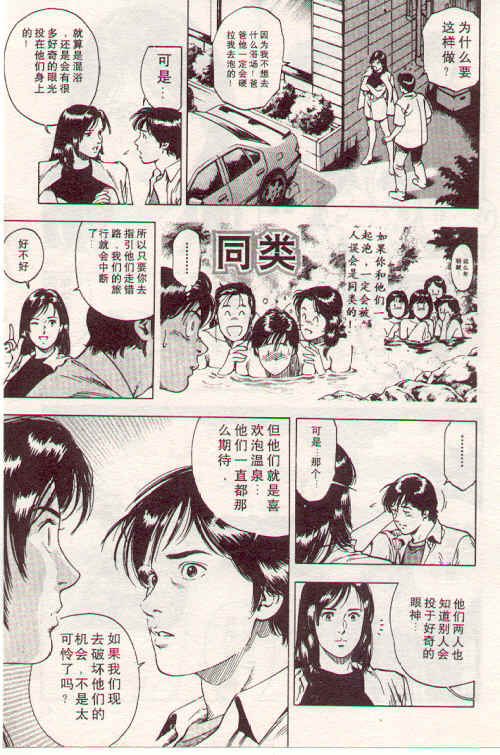 为什么要
这样做？
因为我不想去
什么浴场！爸
爸他一定会硬
拉我去泡的！
可是…
就算是混浴
，还是会有很
多好奇的眼光
投在他们身上
的！
如果你和他们一
起泡，一定会被
人误会是同类的！
同类
………
所以只要你去
指引他们走错
路，我们的旅
行就会中断
了…
好不好
………
可是，那个…
他们两人也
知道别人会
投于好奇的
眼神…
但他们就是喜
欢泡温泉…
他们一直都那
么期待，
如果我们现
去破坏他们的
机会，不是太
可怜了吗？